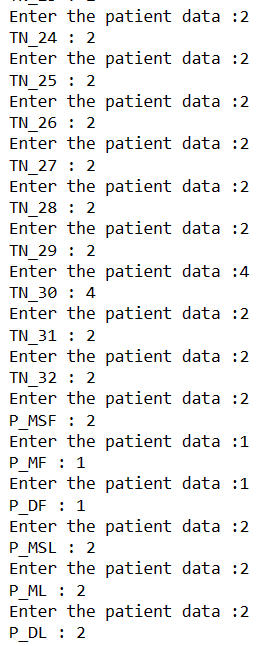 Enter the patient data :2
TN_24 : 2
Enter the patient data :2
TN_25 : 2
Enter the patient data :2
TN_26 : 2
Enter the patient data :2
TN_27 : 2
Enter the patient data :2
TN_28 : 2
Enter the patient data :2
TN_29 : 2
Enter the patient data :4
TN_30 : 4
Enter the patient data :2
TN_31 : 2
Enter the patient data :2
TN_32 : 2
Enter the patient data :2
P_MSF : 2
Enter the patient data :1
P_MF : 1
Enter the patient data :1
P_DF : 1
Enter the patient data :2
P_MSL : 2
Enter the patient data :2
P_ML : 2
Enter the patient data :2
P_DL : 2